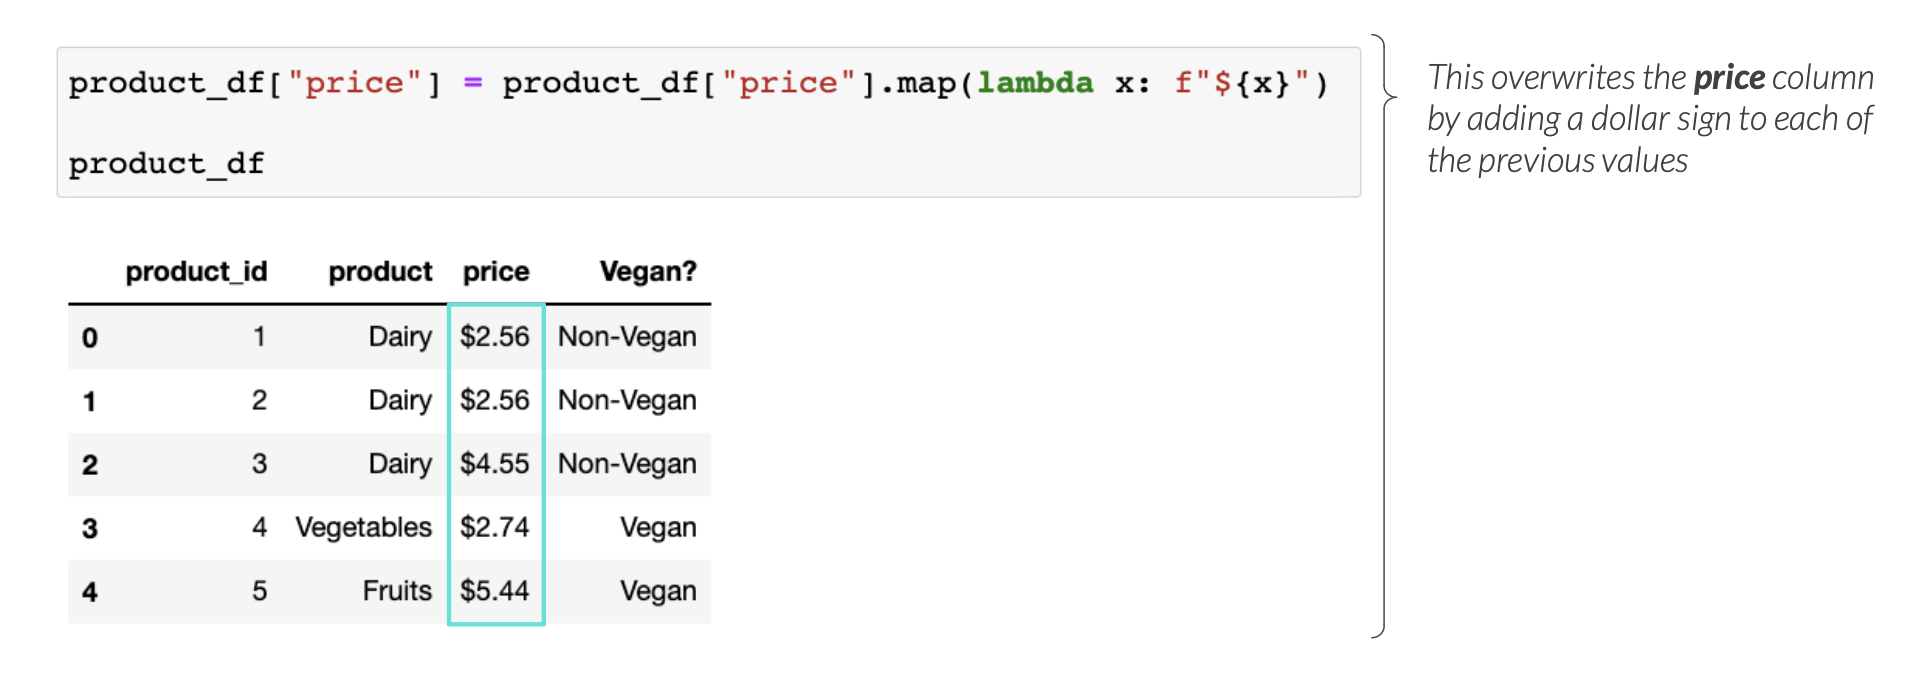 product_df["price"] = product_df["price"].map(lambda x: f"${x}")
product_df
This overwrites the price column
by adding a dollar sign to each of
the previous values
product_id product price Vegan?
0 1 Dairy $2.56 Non-Vegan
1 2 Dairy $2.56 Non-Vegan
2 3 Dairy $4.55 Non-Vegan
3 4 Vegetables $2.74 Vegan
4 5 Fruits $5.44 Vegan